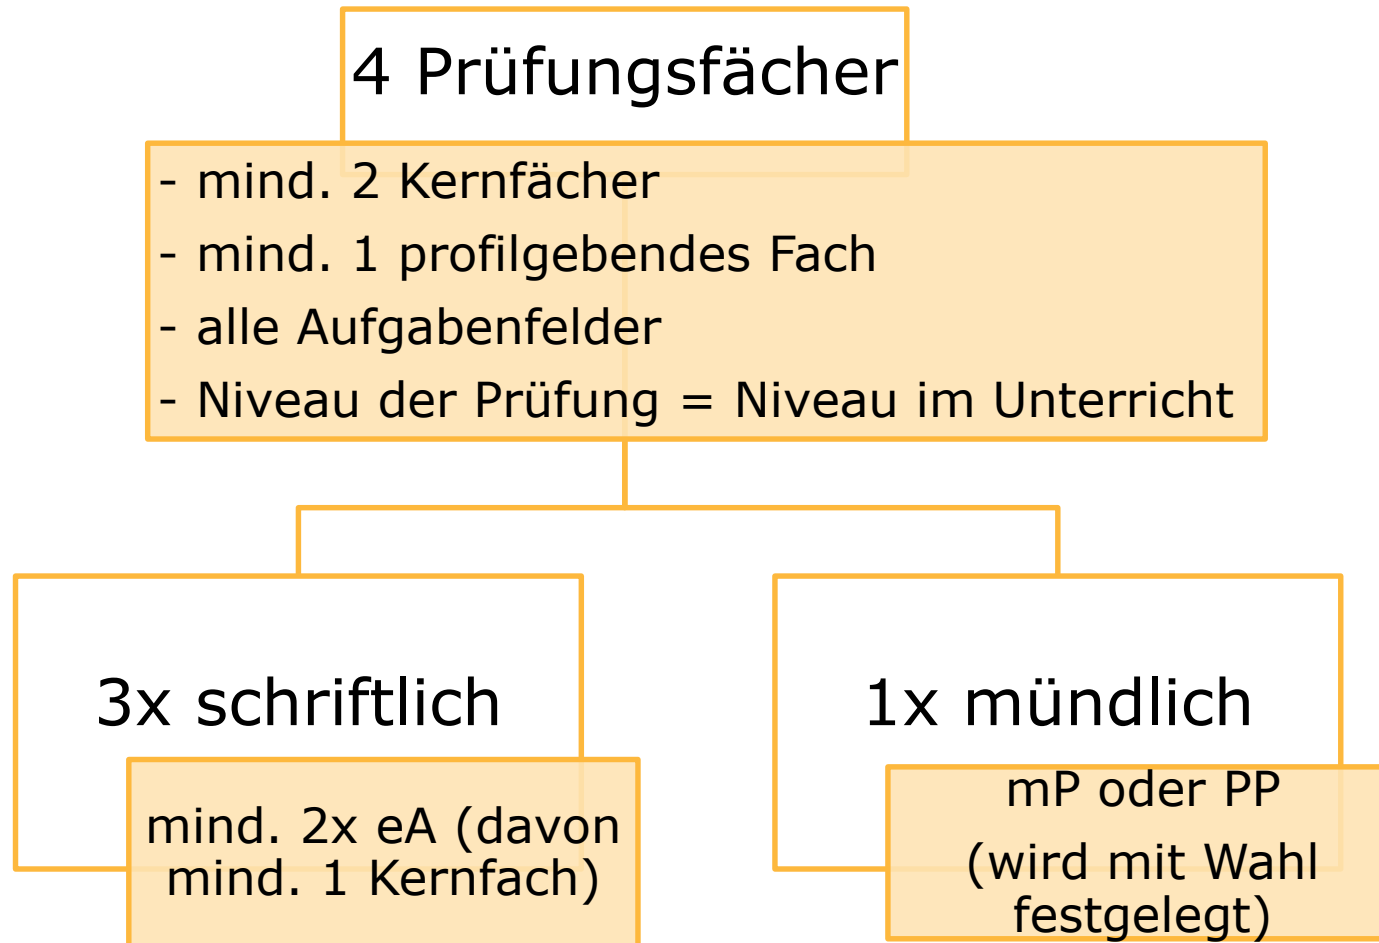 4 Prüfungsfächer
- mind. 2 Kernfächer
- mind. 1 profilgebendes Fach
- alle Aufgabenfelder
- Niveau der Prüfung = Niveau im Unterricht
3x schriftlich
mind. 2x eA (davon
mind. 1 Kernfach)
1x mündlich
mP oder PP
(wird mit Wahl
festgelegt)